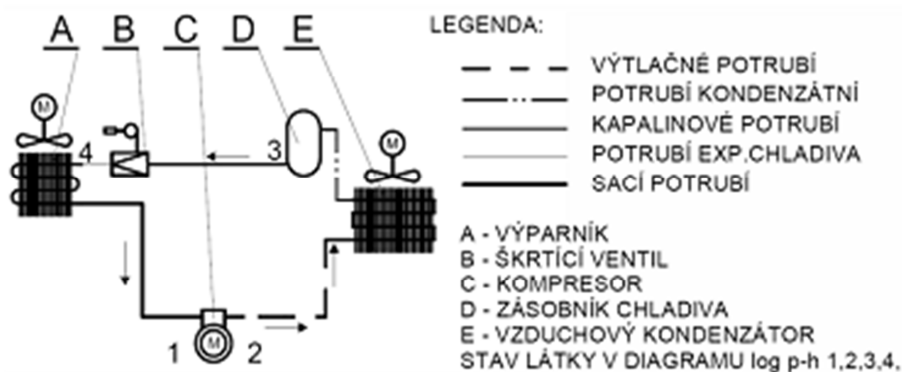 A B C D E
M
M
4
3
1
M
2
LEGENDA:
VÝTLAČNÉ POTRUBÍ
POTRUBÍ KONDENZÁTNÍ
KAPALINOVÉ POTRUBÍ
POTRUBÍ EXP.CHLADIVA
SACÍ POTRUBÍ
A - VÝPARNÍK
B - ŠKRTÍCÍ VENTIL
C - KOMPRESOR
D - ZÁSOBNÍK CHLADIVA
E - VZDUCHOVÝ KONDENZÁTOR
STAV LÁTKY V DIAGRAMU log p-h 1,2,3,4,